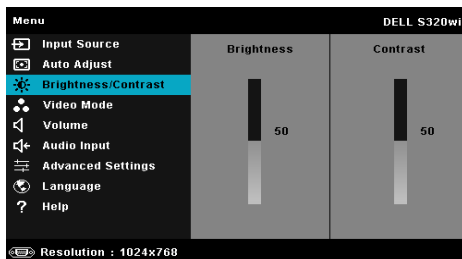 Menu DELL S320wi
Input Source
Auto Adjust
Brightness/Contrast
Video Mode
Volume
Audio Input
Advanced Settings
Language
? Help
Brightness Contrast
50 50
Resolution : 1024x768